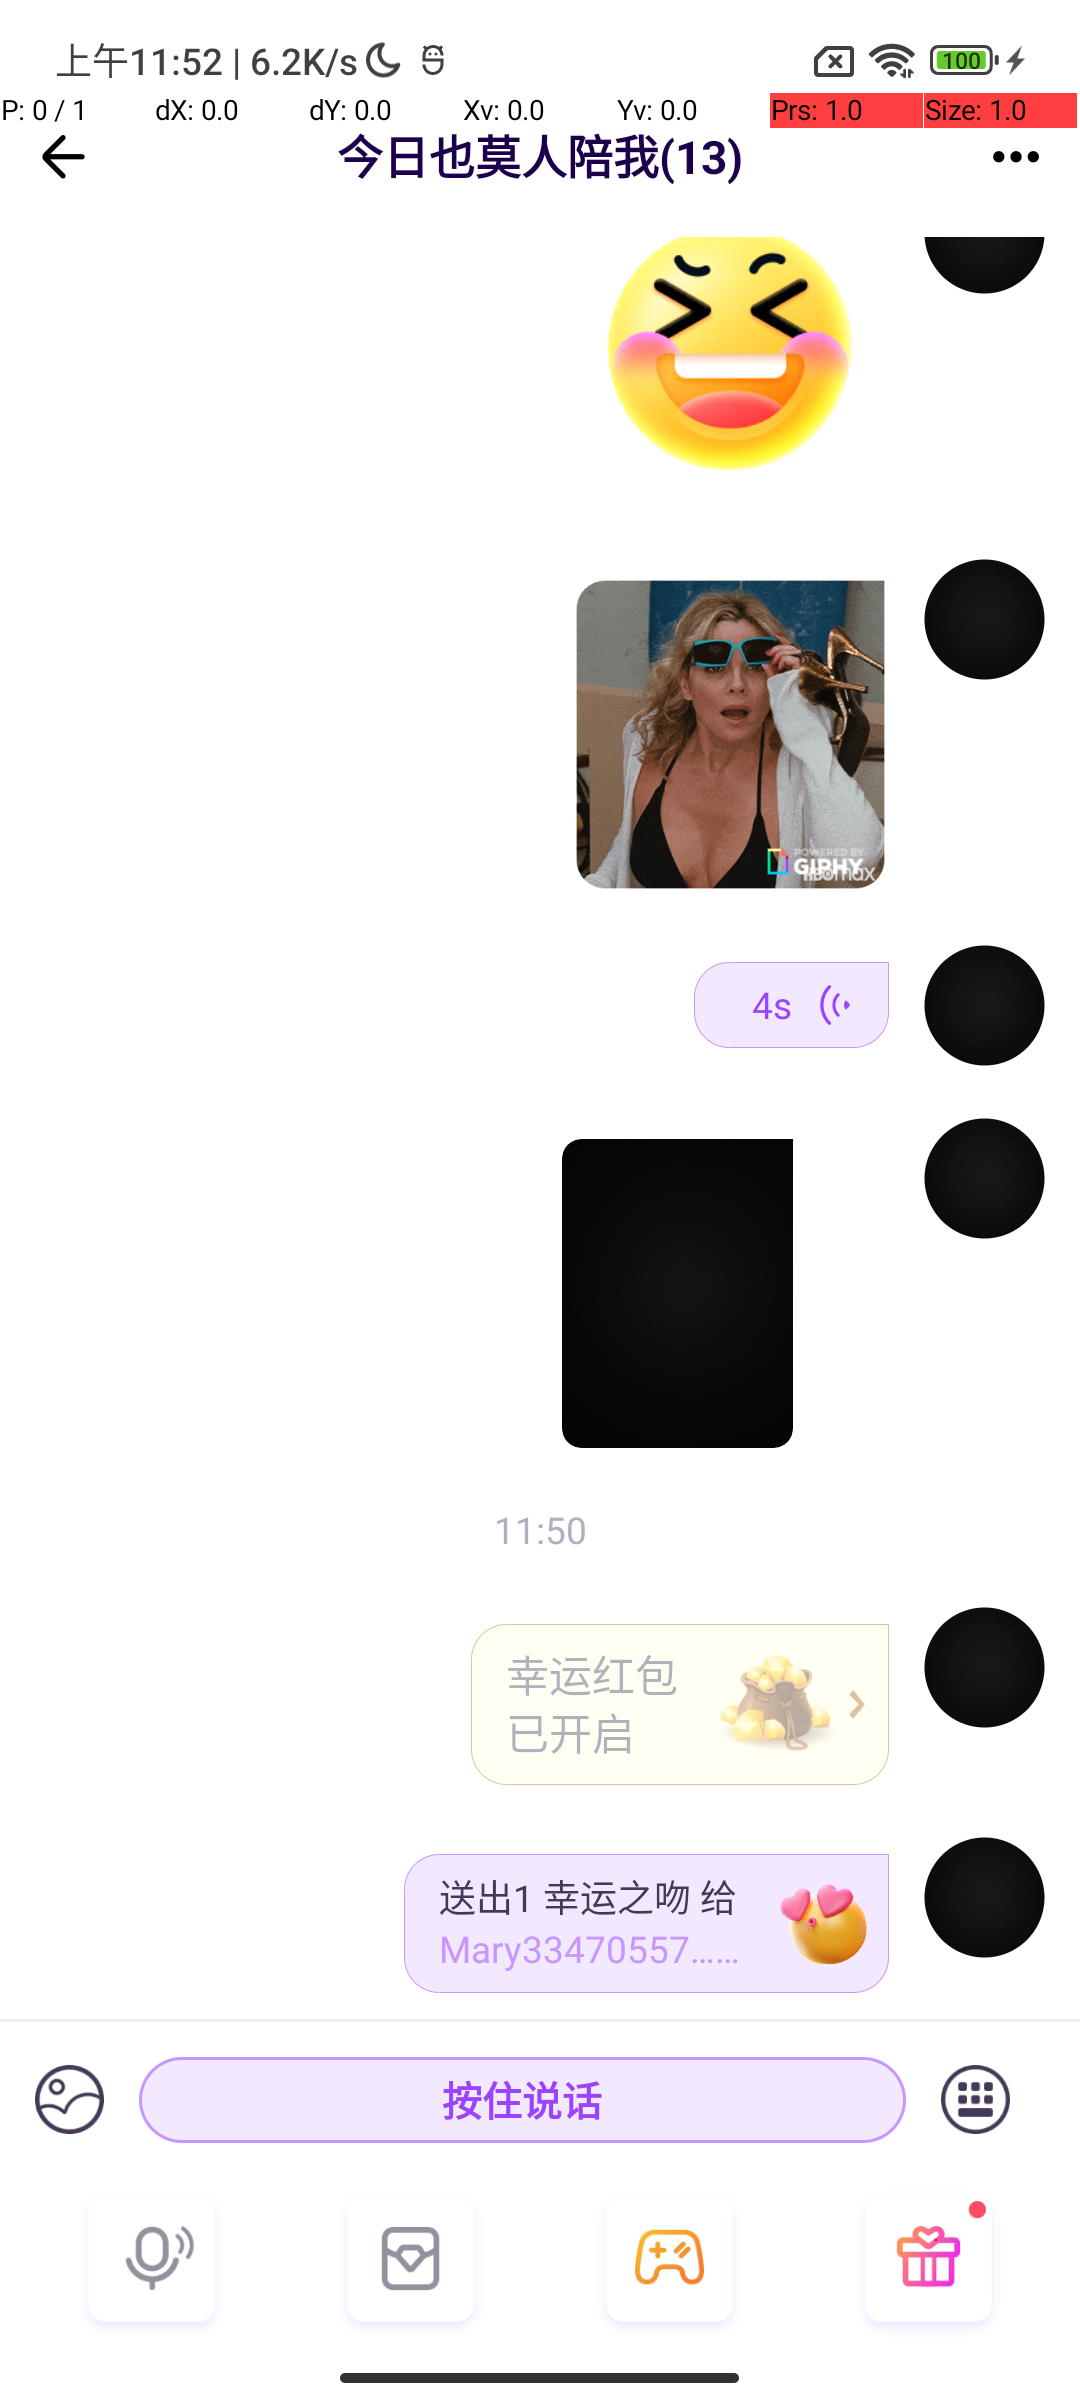 上午11:52 | 6.2K/s
100
P: 0 / 1
dX: 0.0
dY: 0.0
Xv: 0.0
Yv: 0.0
Prs: 1.0
Size: 1.0
今日也莫人陪我(13)
POWERED BY
GIPHY
HBOmax
4s
11:50
幸运红包
已开启
送出1 幸运之吻 给
Mary33470557……
按住说话